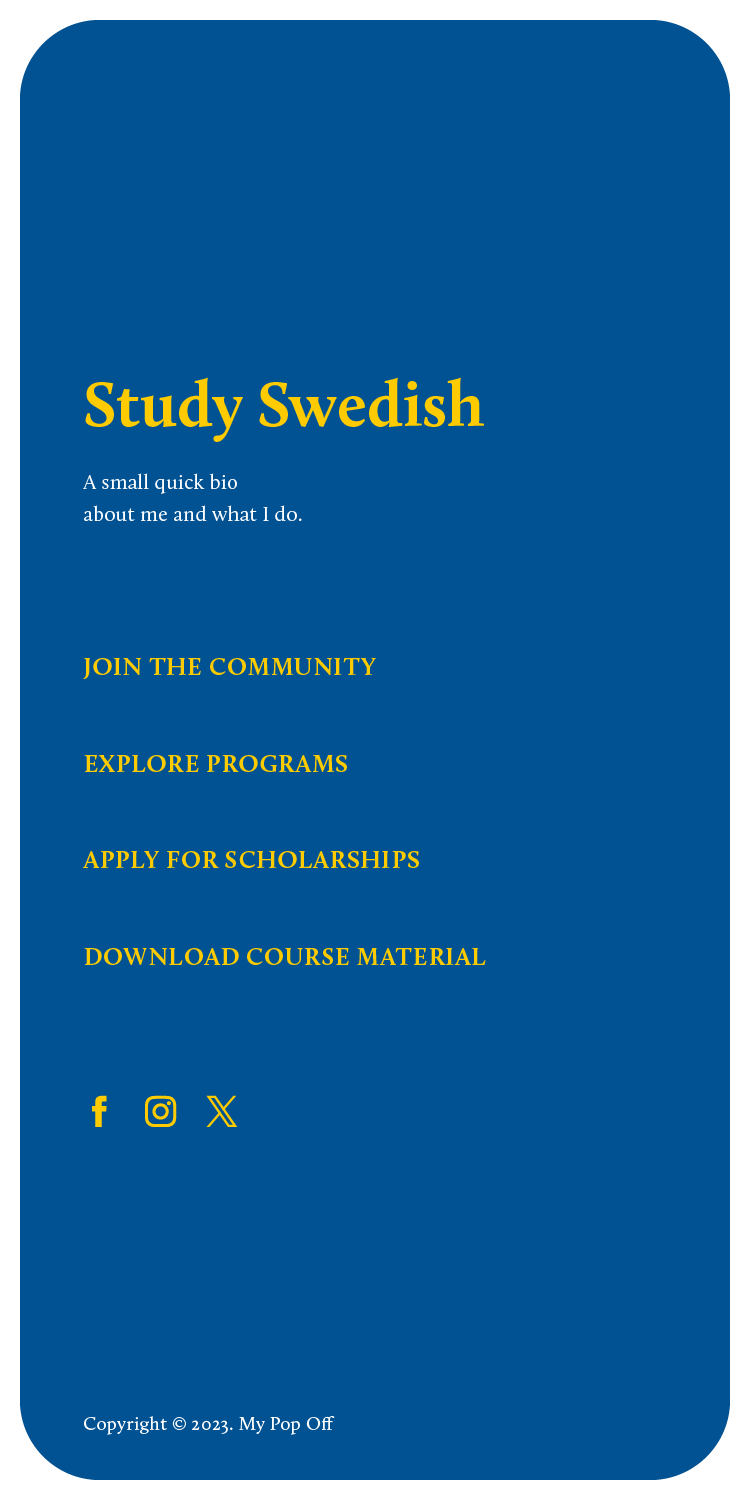 Study Swedish
A small quick bio
about me and what I do.
JOIN THE COMMUNITY
EXPLORE PROGRAMS
APPLY FOR SCHOLARSHIPS
DOWNLOAD COURSE MATERIAL
Copyright © 2023. My Pop Off